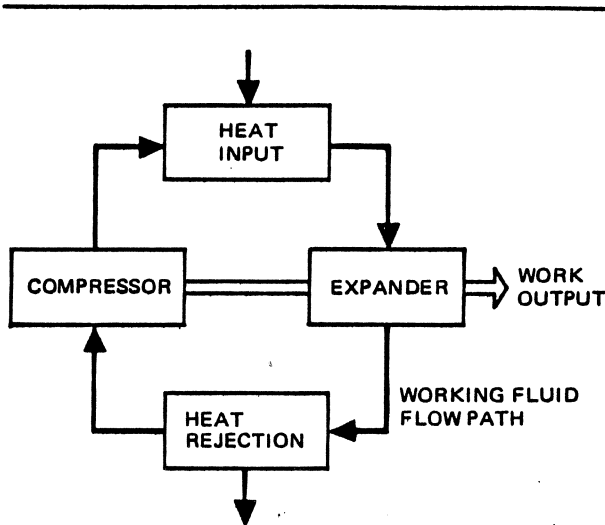 HEAT
INPUT
COMPRESSOR
EXPANDER
WORK
OUTPUT
WORKING FLUID
FLOW PATH
HEAT
REJECTION